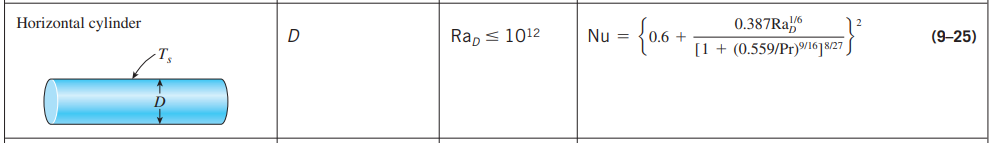 Horizontal cylinder
T_s
D
D
Ra_D ≤ 10^12
Nu = {0.6 + 0.387Ra_D^1/6 / [1 + (0.559/Pr)^9/16]^8/27}^2
(9–25)